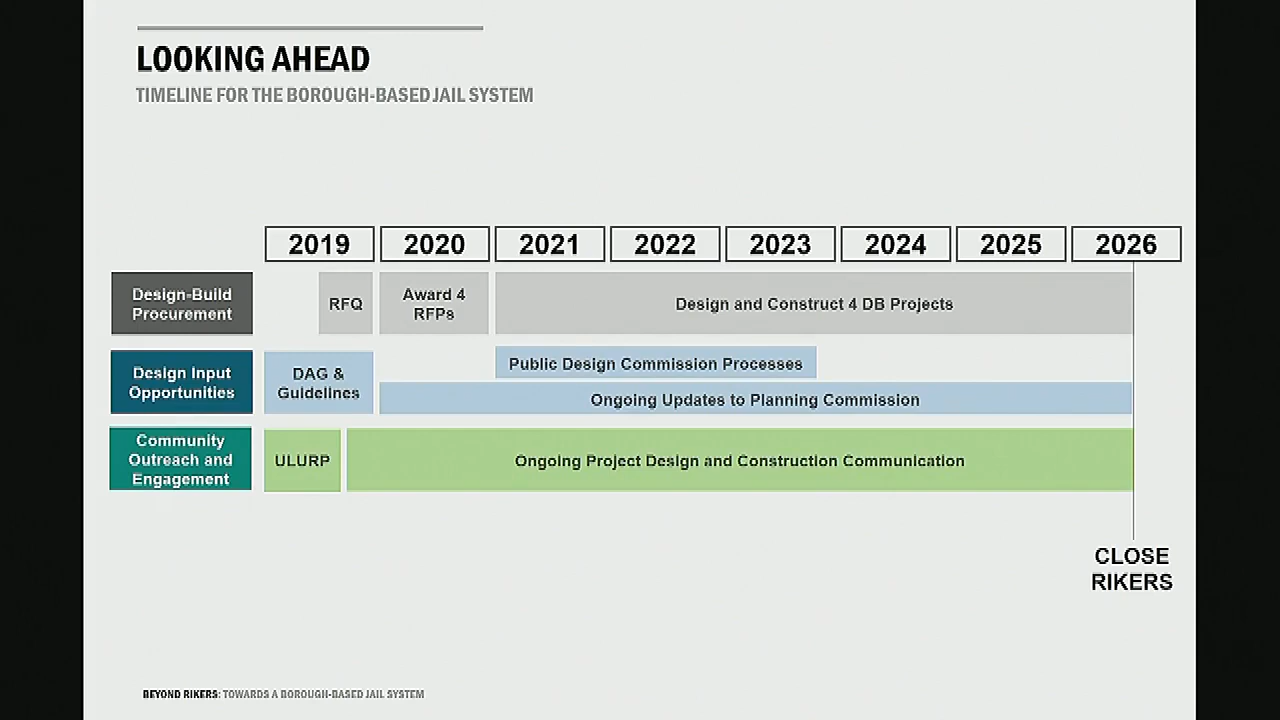 LOOKING AHEAD
TIMELINE FOR THE BOROUGH-BASED JAIL SYSTEM
2019 2020 2021 2022 2023 2024 2025 2026
Design-Build
Procurement
RFQ
Award 4
RFPs
Design and Construct 4 DB Projects
Design Input
Opportunities
DAG &
Guidelines
Public Design Commission Processes
Ongoing Updates to Planning Commission
Community
Outreach and
Engagement
ULURP
Ongoing Project Design and Construction Communication
CLOSE
RIKERS
BEYOND RIKERS: TOWARDS A BOROUGH-BASED JAIL SYSTEM